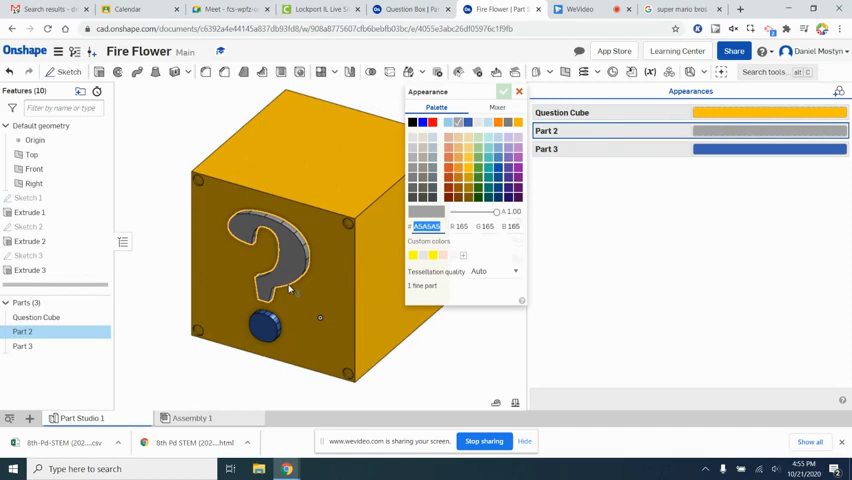 Search results - d
Calendar
Meet - fcs-wpfz-
Lockport Il, Live S
Question Box | Pa
Fire Flower | Part S
WeVideo
super mario bros
cad.onshape.com/documents/c6392a4e44145a837db93fd8/w/908a8775607cfb6bebfb03bc/e/4055e3abc26df05c16f1f9fb
Onshape
Fire Flower Main
App Store
Learning Center
Share
Daniel Mostyn
Sketch
Search tools...
alt C
Features (10)
Filter by name or type
Default geometry
Origin
Top
Front
Right
Sketch 1
Extrude 1
Sketch 2
Extrude 2
Sketch 3
Extrude 3
Parts (3)
Question Cube
Part 2
Part 3
Appearance
Palette Mixer
A 1.00
# A5A5A5 R 165 G 165 B 165
Custom colors
Tessellation quality Auto
1 fine part
Appearances
Question Cube
Part 2
Part 3
?
Part Studio 1
Assembly 1
8th-Pd-STEM (202....csv
8th Pd STEM (202....html
www.wevideo.com is sharing your screen.
Stop sharing
Hide
Show all
Type here to search
4:55 PM
10/21/2020
2